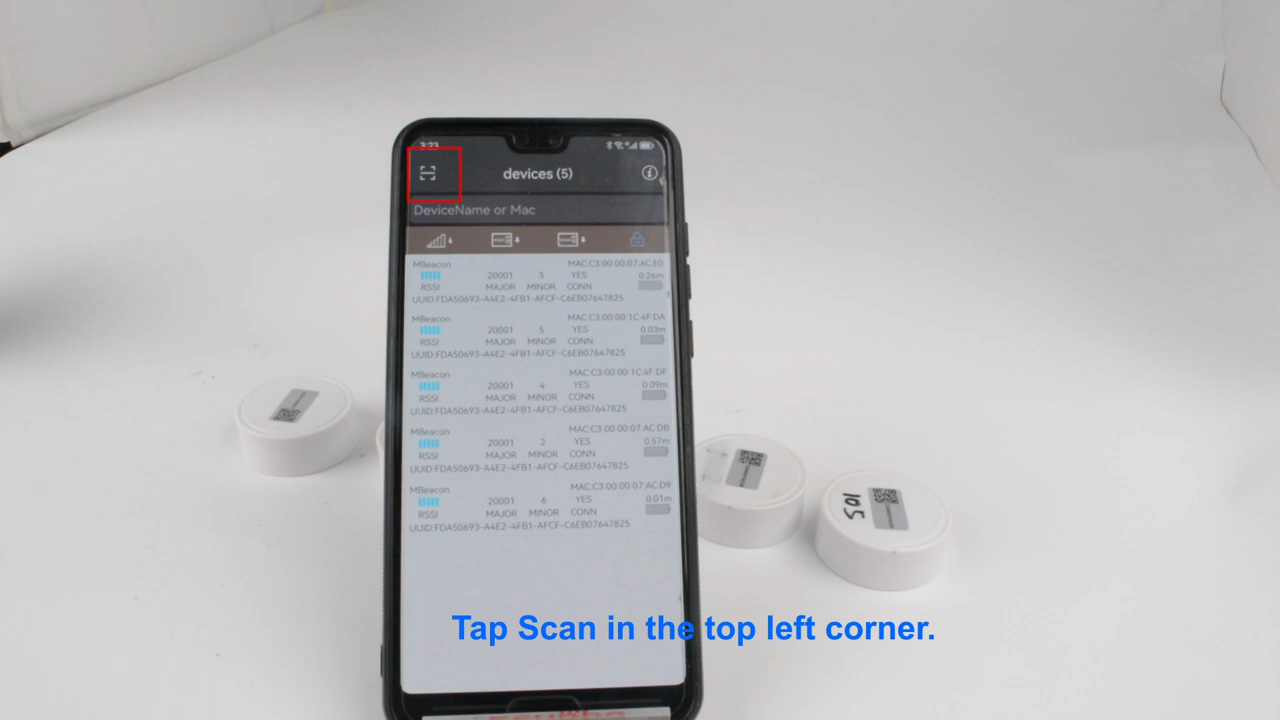 3:23
devices (5)
DeviceName or Mac
MBeacon MAC:C3:00:00:07:AC:E0
20001 3 YES 0.26m
RSSI MAJOR MINOR CONN
UUID:FDA50693-A4E2-4FB1-AFCF-C6EB07647825
MBeacon MAC:C3:00:00:1C:4F:DA
20001 5 YES 0.03m
RSSI MAJOR MINOR CONN
UUID:FDA50693-A4E2-4FB1-AFCF-C6EB07647825
MBeacon MAC:C3:00:00:1C:4F:DF
20001 4 YES 0.09m
RSSI MAJOR MINOR CONN
UUID:FDA50693-A4E2-4FB1-AFCF-C6EB07647825
MBeacon MAC:C3:00:00:07:AC:DB
20001 2 YES 0.57m
RSSI MAJOR MINOR CONN
UUID:FDA50693-A4E2-4FB1-AFCF-C6EB07647825
MBeacon MAC:C3:00:00:07:AC:D9
20001 6 YES 0.01m
RSSI MAJOR MINOR CONN
UUID:FDA50693-A4E2-4FB1-AFCF-C6EB07647825
Tap Scan in the top left corner.